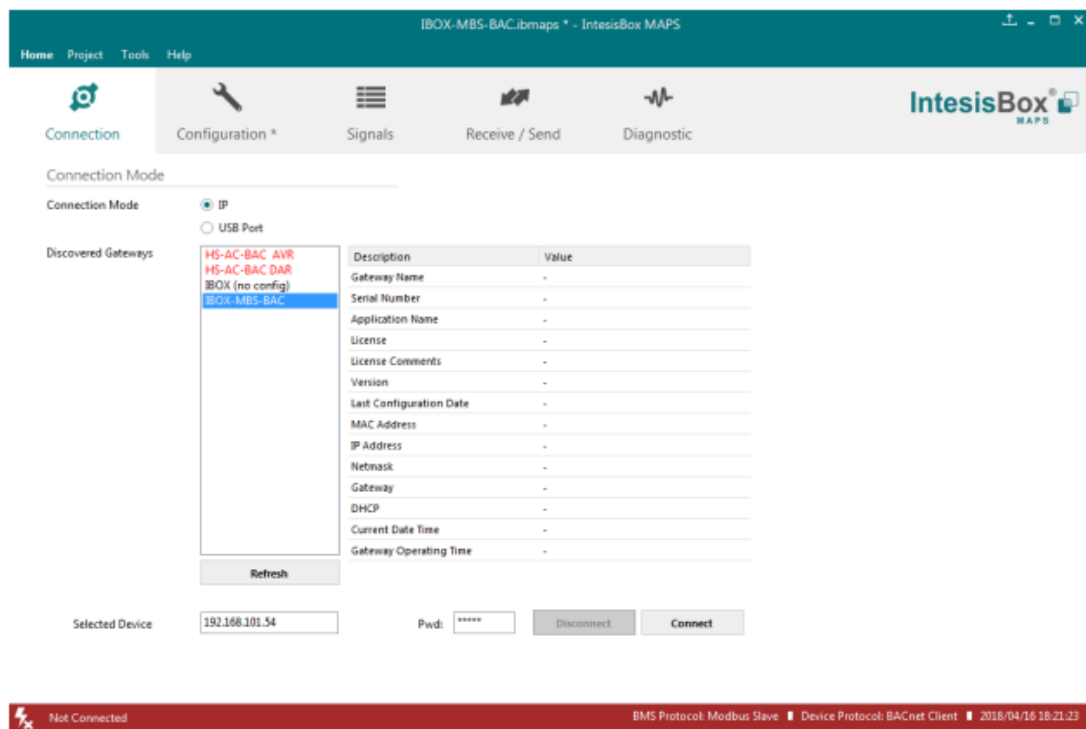 IBOX-MBS-BAC.ibmaps * - IntesisBox MAPS
Home Project Tools Help
Connection Configuration * Signals Receive / Send Diagnostic
IntesisBox®
MAPS
Connection Mode
Connection Mode IP
USB Port
Discovered Gateways
HS-AC-BAC AVR
HS-AC-BAC DAR
IBOX (no config)
IBOX-MBS-BAC
Description Value
Gateway Name -
Serial Number -
Application Name -
License -
License Comments -
Version -
Last Configuration Date -
MAC Address -
IP Address -
Netmask -
Gateway -
DHCP -
Current Date Time -
Gateway Operating Time -
Refresh
Selected Device 192.168.101.54 Pwd: ***** Disconnect Connect
Not Connected BMS Protocol: Modbus Slave Device Protocol: BACnet Client 2018/04/16 18:21:23